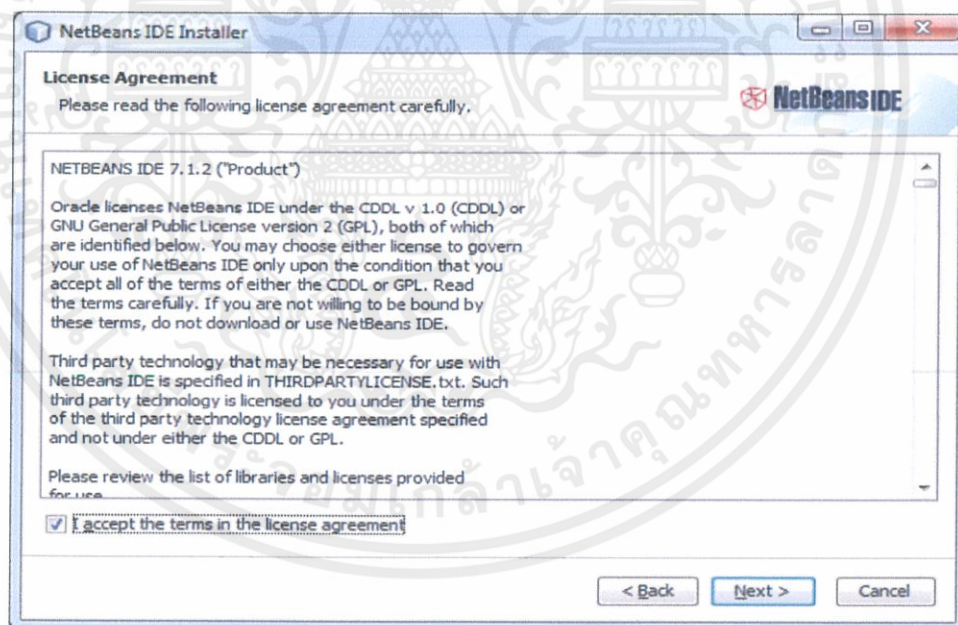 NetBeans IDE Installer
License Agreement
Please read the following license agreement carefully.
NetBeans IDE
NETBEANS IDE 7.1.2 ("Product")
Oracle licenses NetBeans IDE under the CDDL v 1.0 (CDDL) or
GNU General Public License version 2 (GPL), both of which
are identified below. You may choose either license to govern
your use of NetBeans IDE only upon the condition that you
accept all of the terms of either the CDDL or GPL. Read
the terms carefully. If you are not willing to be bound by
these terms, do not download or use NetBeans IDE.
Third party technology that may be necessary for use with
NetBeans IDE is specified in THIRDPARTYLICENSE.txt. Such
third party technology is licensed to you under the terms
of the third party technology license agreement specified
and not under either the CDDL or GPL.
Please review the list of libraries and licenses provided
for use
I accept the terms in the license agreement
< Back
Next >
Cancel